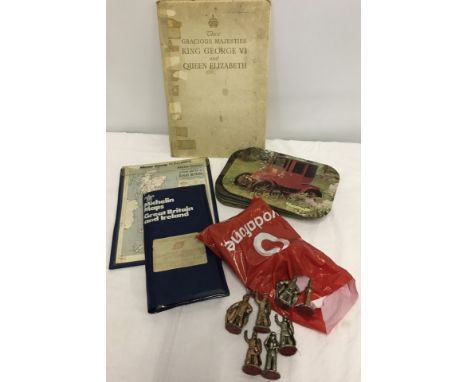 Their
GRACIOUS MAJESTIES
KING GEORGE VI
and
QUEEN ELIZABETH
Michelin
Maps
Great Britain
and Ireland
vodafone